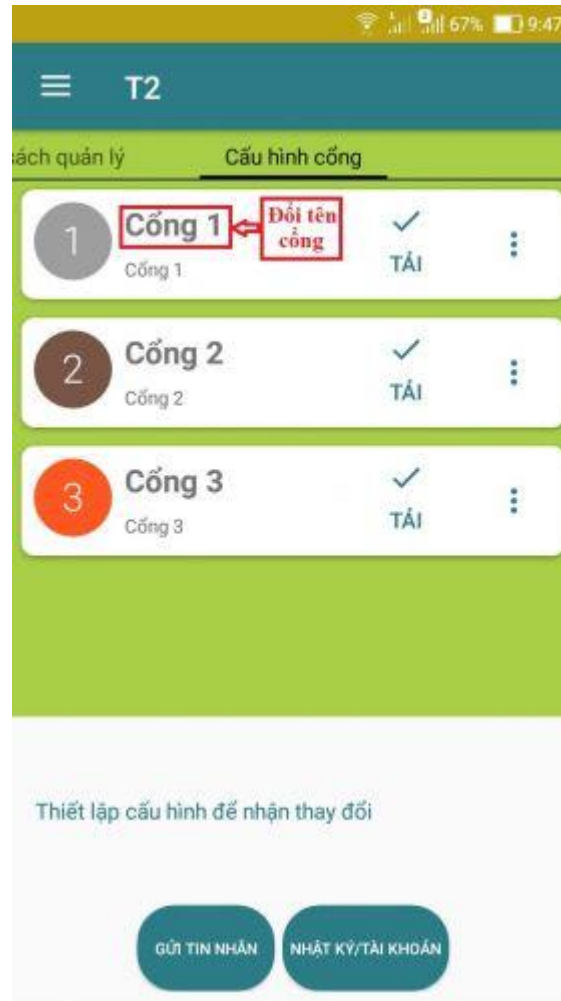 67% 9:47
T2
sách quản lý Cấu hình cổng
1 Cổng 1 Đổi tên cổng TẢI
Cổng 1
2 Cổng 2 TẢI
Cổng 2
3 Cổng 3 TẢI
Cổng 3
Thiết lập cấu hình để nhận thay đổi
GỬI TIN NHẮN NHẬT KÝ/TÀI KHOẢN